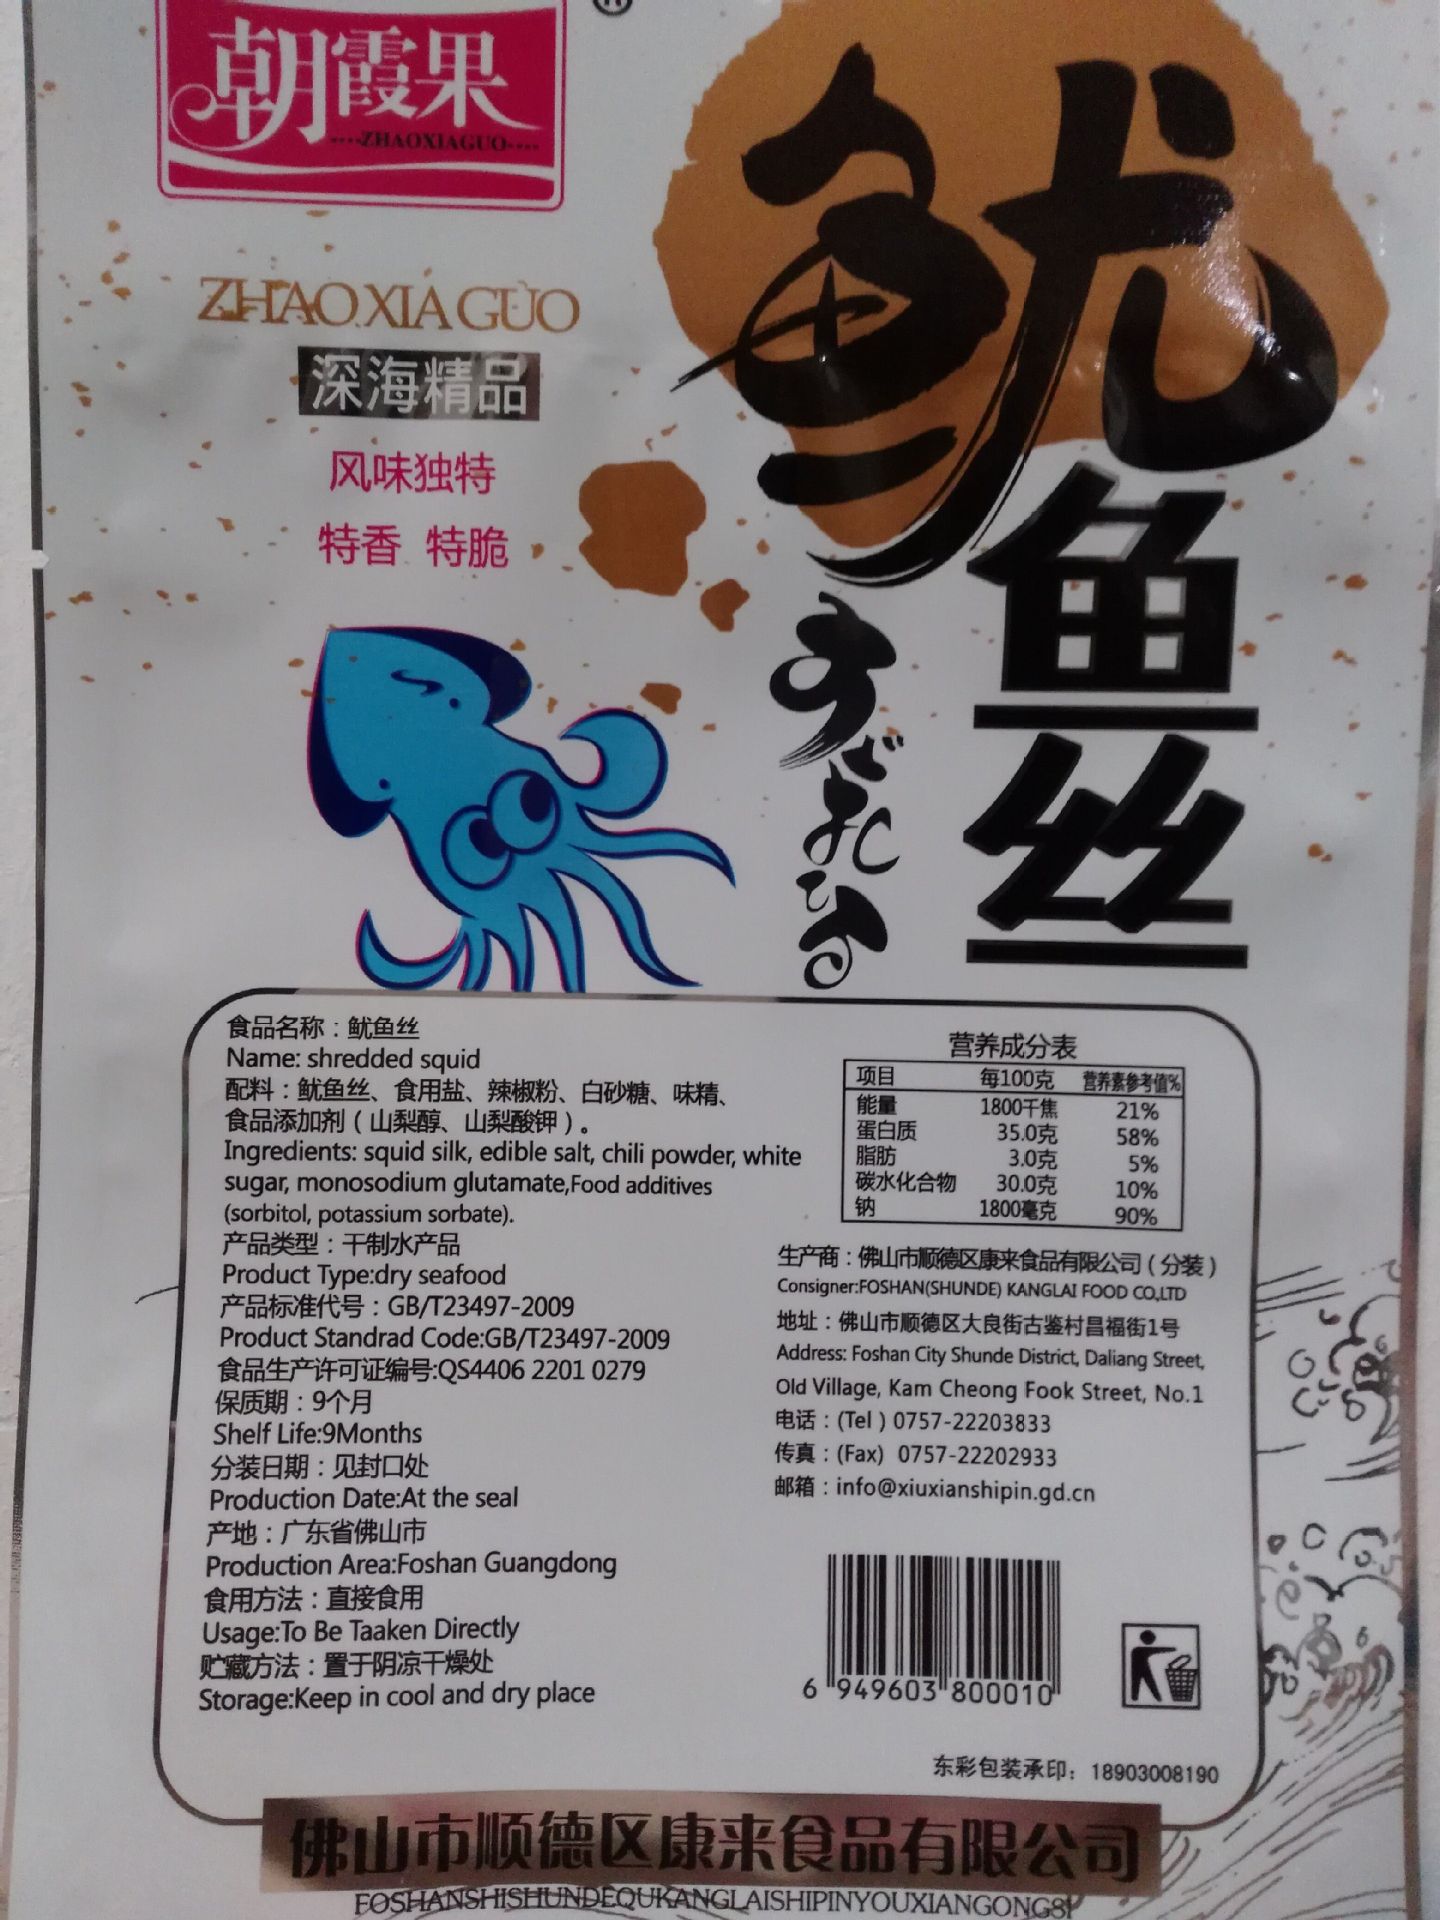 朝霞果
ZHAOXIAGUO
®
ZHAOXIAGUO
深海精品
风味独特
特香 特脆
鱿
鱼
丝
食品名称：鱿鱼丝
Name: shredded squid
配料：鱿鱼丝、食用盐、辣椒粉、白砂糖、味精、
食品添加剂（山梨醇、山梨酸钾）。
Ingredients: squid silk, edible salt, chili powder, white
sugar, monosodium glutamate,Food additives
(sorbitol, potassium sorbate).
产品类型：干制水产品
Product Type:dry seafood
产品标准代号：GB/T23497-2009
Product Standrad Code:GB/T23497-2009
食品生产许可证编号:QS4406 2201 0279
保质期：9个月
Shelf Life:9Months
分装日期：见封口处
Production Date:At the seal
产地：广东省佛山市
Production Area:Foshan Guangdong
食用方法：直接食用
Usage:To Be Taaken Directly
贮藏方法：置于阴凉干燥处
Storage:Keep in cool and dry place
营养成分表
项目 每100克 营养素参考值%
能量 1800千焦 21%
蛋白质 35.0克 58%
脂肪 3.0克 5%
碳水化合物 30.0克 10%
钠 1800毫克 90%
生产商：佛山市顺德区康来食品有限公司（分装）
Consigner:FOSHAN(SHUNDE) KANGLAI FOOD CO.,LTD
地址：佛山市顺德区大良街古鉴村昌福街1号
Address: Foshan City Shunde District, Daliang Street,
Old Village, Kam Cheong Fook Street, No.1
电话：(Tel) 0757-22203833
传真：(Fax) 0757-22202933
邮箱：info@xiuxianshipin.gd.cn
6 949603 800010
东彩包装承印：18903008190
佛山市顺德区康来食品有限公司
FOSHANSHISHUNDEQUKANGLAISHIPINYOUXIANGONGSI